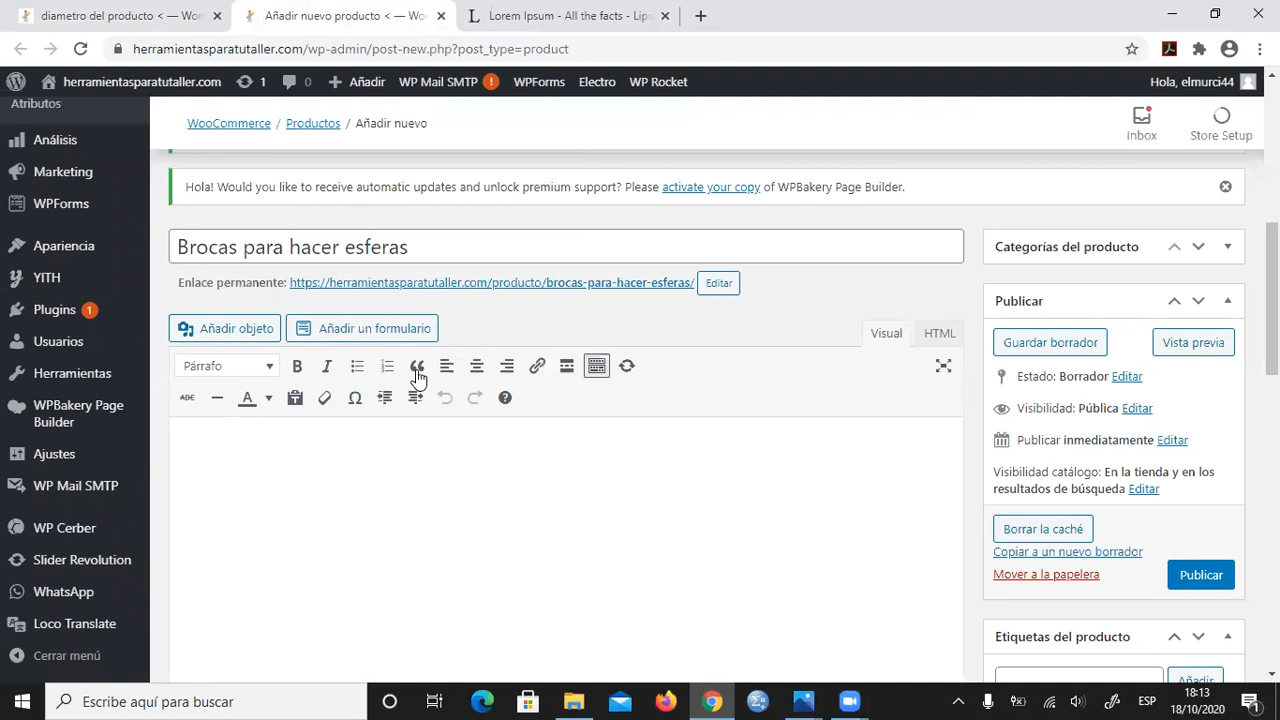 diametro del producto < — Wor
Añadir nuevo producto < — Wo
Lorem Ipsum - All the facts - Lips
herramientasparatutaller.com/wp-admin/post-new.php?post_type=product
herramientasparatutaller.com
1
0
Añadir
WP Mail SMTP !
WPForms
Electro
WP Rocket
Hola, elmurci44
Atributos
Análisis
Marketing
WPForms
Apariencia
YITH
Plugins 1
Usuarios
Herramientas
WPBakery Page
Builder
Ajustes
WP Mail SMTP
WP Cerber
Slider Revolution
WhatsApp
Loco Translate
Cerrar menú
WooCommerce / Productos / Añadir nuevo
Inbox
Store Setup
Hola! Would you like to receive automatic updates and unlock premium support? Please activate your copy of WPBakery Page Builder.
Brocas para hacer esferas
Enlace permanente: https://herramientasparatutaller.com/producto/brocas-para-hacer-esferas/ Editar
Añadir objeto
Añadir un formulario
Visual
HTML
Párrafo
B
I
ABC
A
Ω
Categorías del producto
Publicar
Guardar borrador
Vista previa
Estado: Borrador Editar
Visibilidad: Pública Editar
Publicar inmediatamente Editar
Visibilidad catálogo: En la tienda y en los
resultados de búsqueda Editar
Borrar la caché
Copiar a un nuevo borrador
Mover a la papelera
Publicar
Etiquetas del producto
Añadir
Escribe aquí para buscar
ESP
18:13
18/10/2020
1